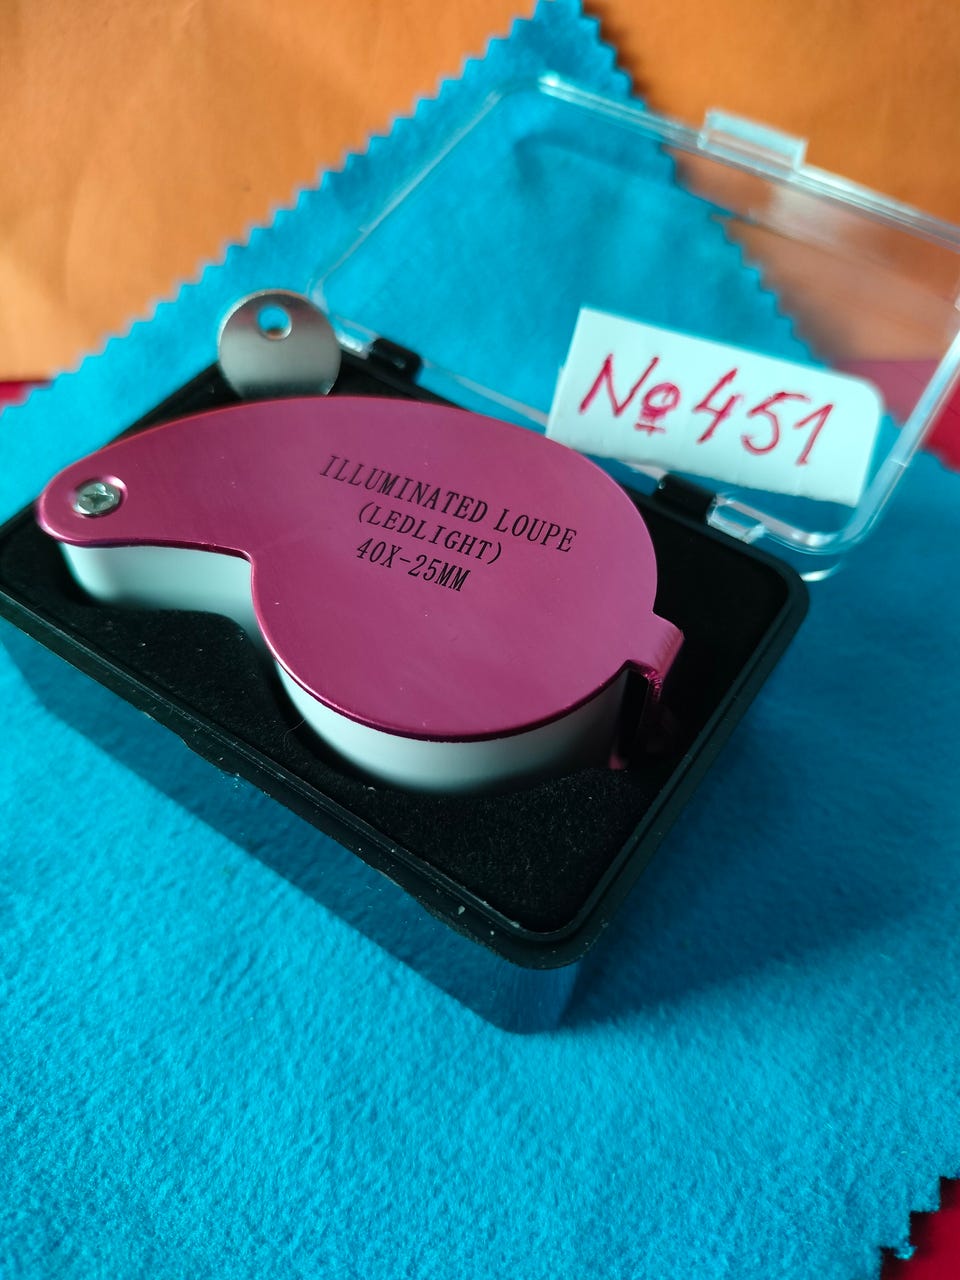 №451
ILLUMINATED LOUPE
(LEDLIGHT)
40X-25MM